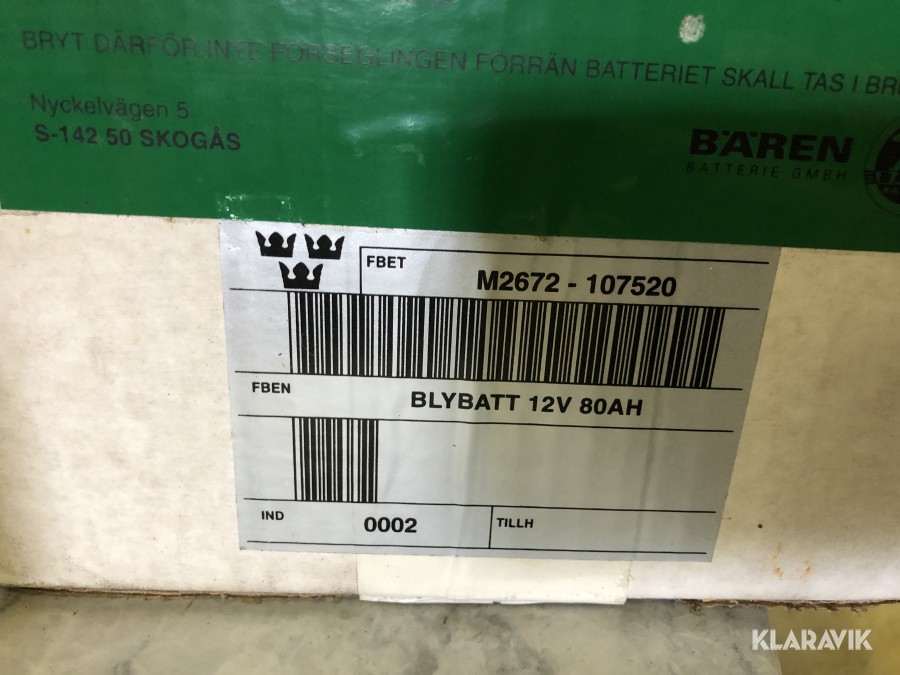 BRYT DÄRFÖR INTE FÖRSEGLINGEN FÖRRÄN BATTERIET SKALL TAS I
Nyckelvägen 5
S-142 50 SKOGÅS
BÄREN
BATTERIE GMBH
FBET
M2672 - 107520
FBEN
BLYBATT 12V 80AH
IND
0002
TILLH
KLARAVIK